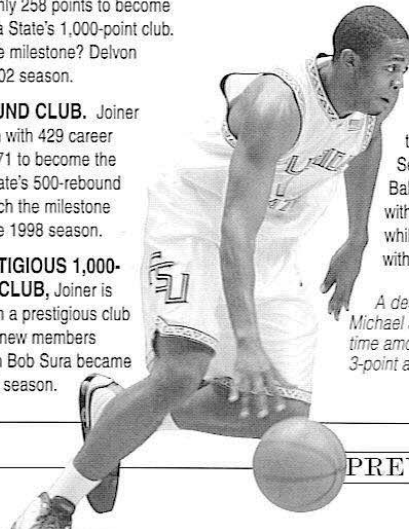 nly 258 points to become
a State's 1,000-point club.
e milestone? Delvon
02 season.
UND CLUB. Joiner
n with 429 career
71 to become the
ate's 500-rebound
ch the milestone
e 1998 season.
TIGIOUS 1,000-
CLUB, Joiner is
n a prestigious club
new members
n Bob Sura became
season.
t
Se
Bal
with
whil
with
A de
Michael
time amo
3-point a
FSU
PRE